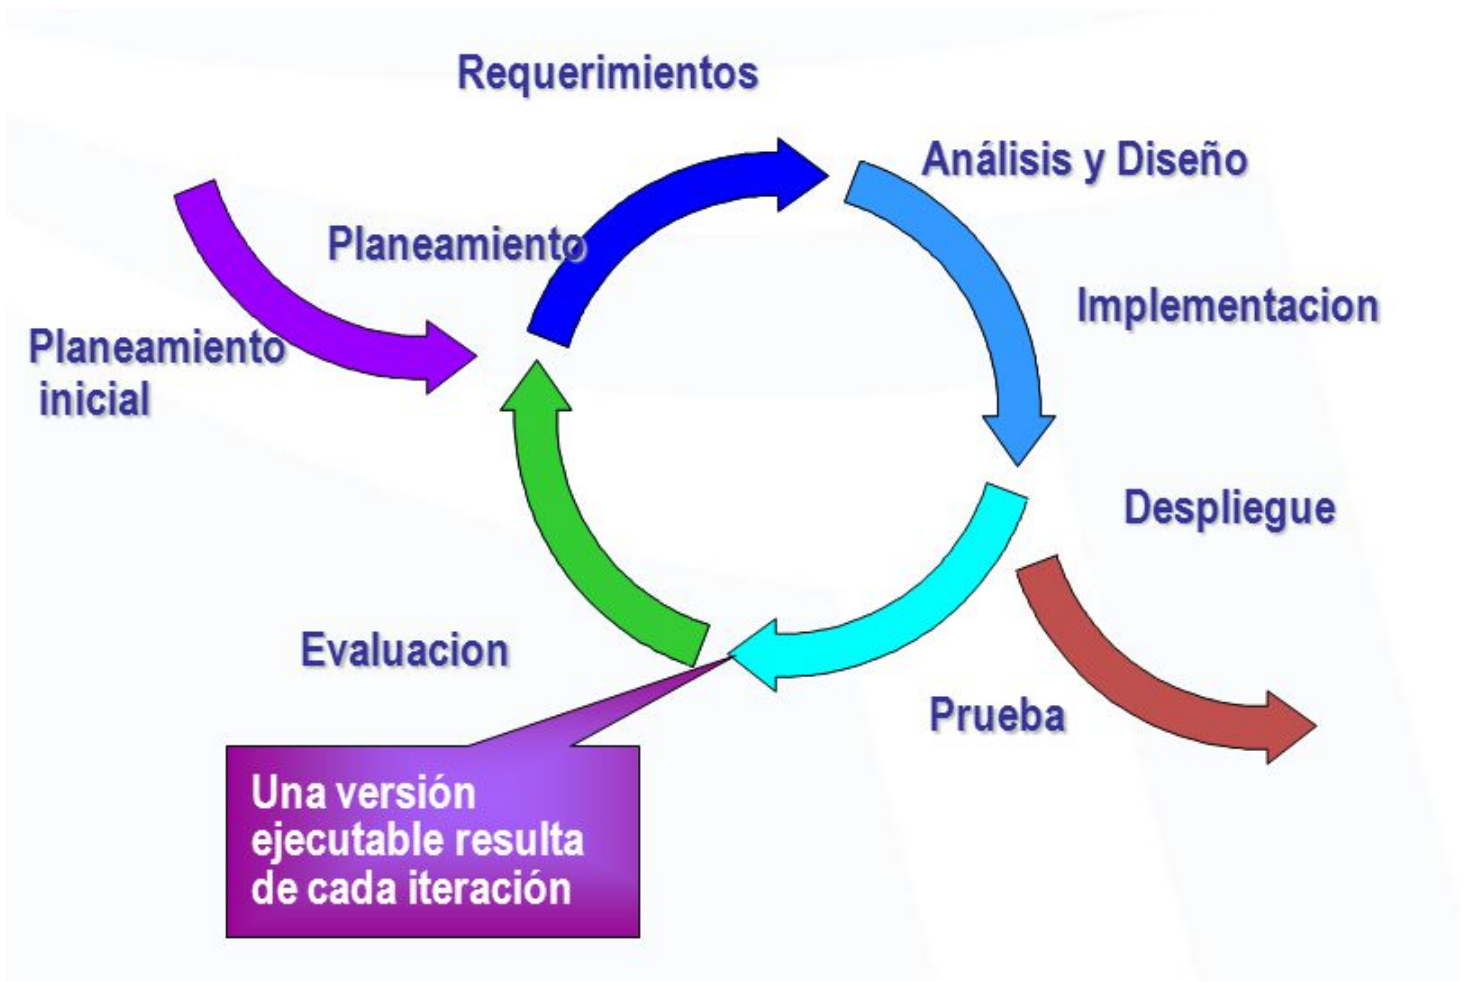 Requerimientos
Análisis y Diseño
Planeamiento
Implementacion
Planeamiento
inicial
Despliegue
Evaluacion
Prueba
Una versión
ejecutable resulta
de cada iteración